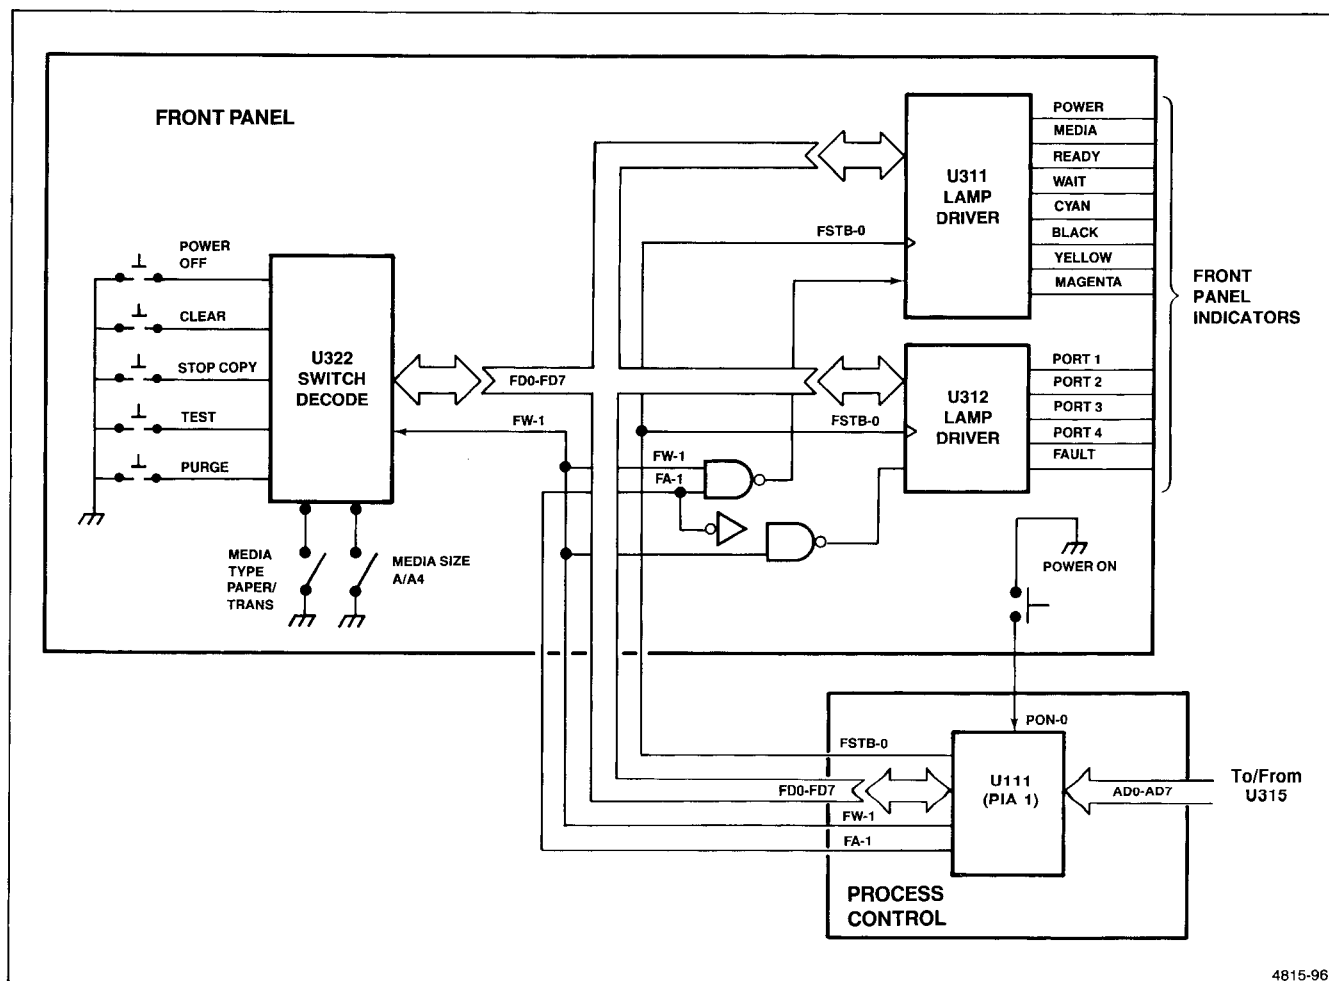 FRONT PANEL
POWER
OFF
CLEAR
STOP COPY
TEST
PURGE
U322
SWITCH
DECODE
MEDIA
TYPE
PAPER/
TRANS
MEDIA SIZE
A/A4
FD0-FD7
FW-1
FW-1
FA-1
FSTB-0
U311
LAMP
DRIVER
POWER
MEDIA
READY
WAIT
CYAN
BLACK
YELLOW
MAGENTA
FSTB-0
U312
LAMP
DRIVER
PORT 1
PORT 2
PORT 3
PORT 4
FAULT
FRONT
PANEL
INDICATORS
POWER ON
PON-0
FSTB-0
FD0-FD7
FW-1
FA-1
U111
(PIA 1)
AD0-AD7
To/From
U315
PROCESS
CONTROL
4815-96